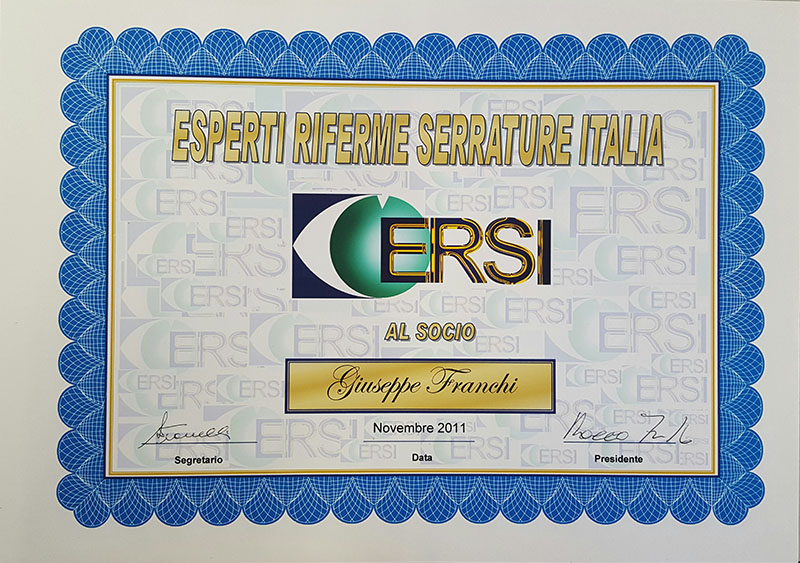 ESPERTI RIFERME SERRATURE ITALIA
ERSI
AL SOCIO
Giuseppe Franchi
Novembre 2011
Segretario
Data
Presidente